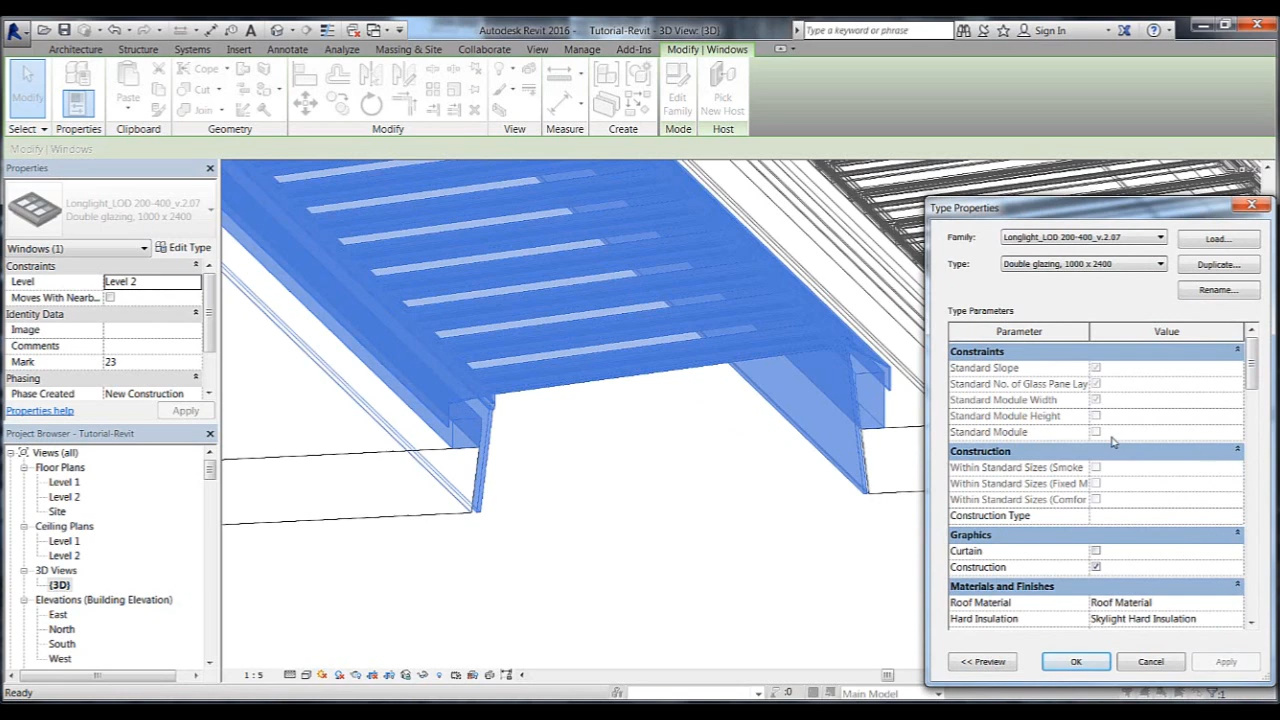 Autodesk Revit 2016 - Tutorial-Revit - 3D View: {3D}
Type a keyword or phrase
Sign In
Architecture Structure Systems Insert Annotate Analyze Massing & Site Collaborate View Manage Add-Ins Modify | Windows
Modify
Paste
Cope
Cut
Join
Edit Family
Pick New Host
Select Properties Clipboard Geometry Modify View Measure Create Mode Host
Modify | Windows
Properties
Longlight_LOD 200-400_v.2.07
Double glazing, 1000 x 2400
Windows (1) Edit Type
Constraints
Level Level 2
Moves With Nearb...
Identity Data
Image
Comments
Mark 23
Phasing
Phase Created New Construction
Properties help Apply
Project Browser - Tutorial-Revit
Views (all)
Floor Plans
Level 1
Level 2
Site
Ceiling Plans
Level 1
Level 2
3D Views
{3D}
Elevations (Building Elevation)
East
North
South
West
1 : 5
Ready
:0
Main Model
:1
Type Properties
Family: Longlight_LOD 200-400_v.2.07 Load...
Type: Double glazing, 1000 x 2400 Duplicate...
Rename...
Type Parameters
Parameter Value
Constraints
Standard Slope
Standard No. of Glass Pane Lay
Standard Module Width
Standard Module Height
Standard Module
Construction
Within Standard Sizes (Smoke
Within Standard Sizes (Fixed M
Within Standard Sizes (Comfor
Construction Type
Graphics
Curtain
Construction
Materials and Finishes
Roof Material Roof Material
Hard Insulation Skylight Hard Insulation
<< Preview OK Cancel Apply